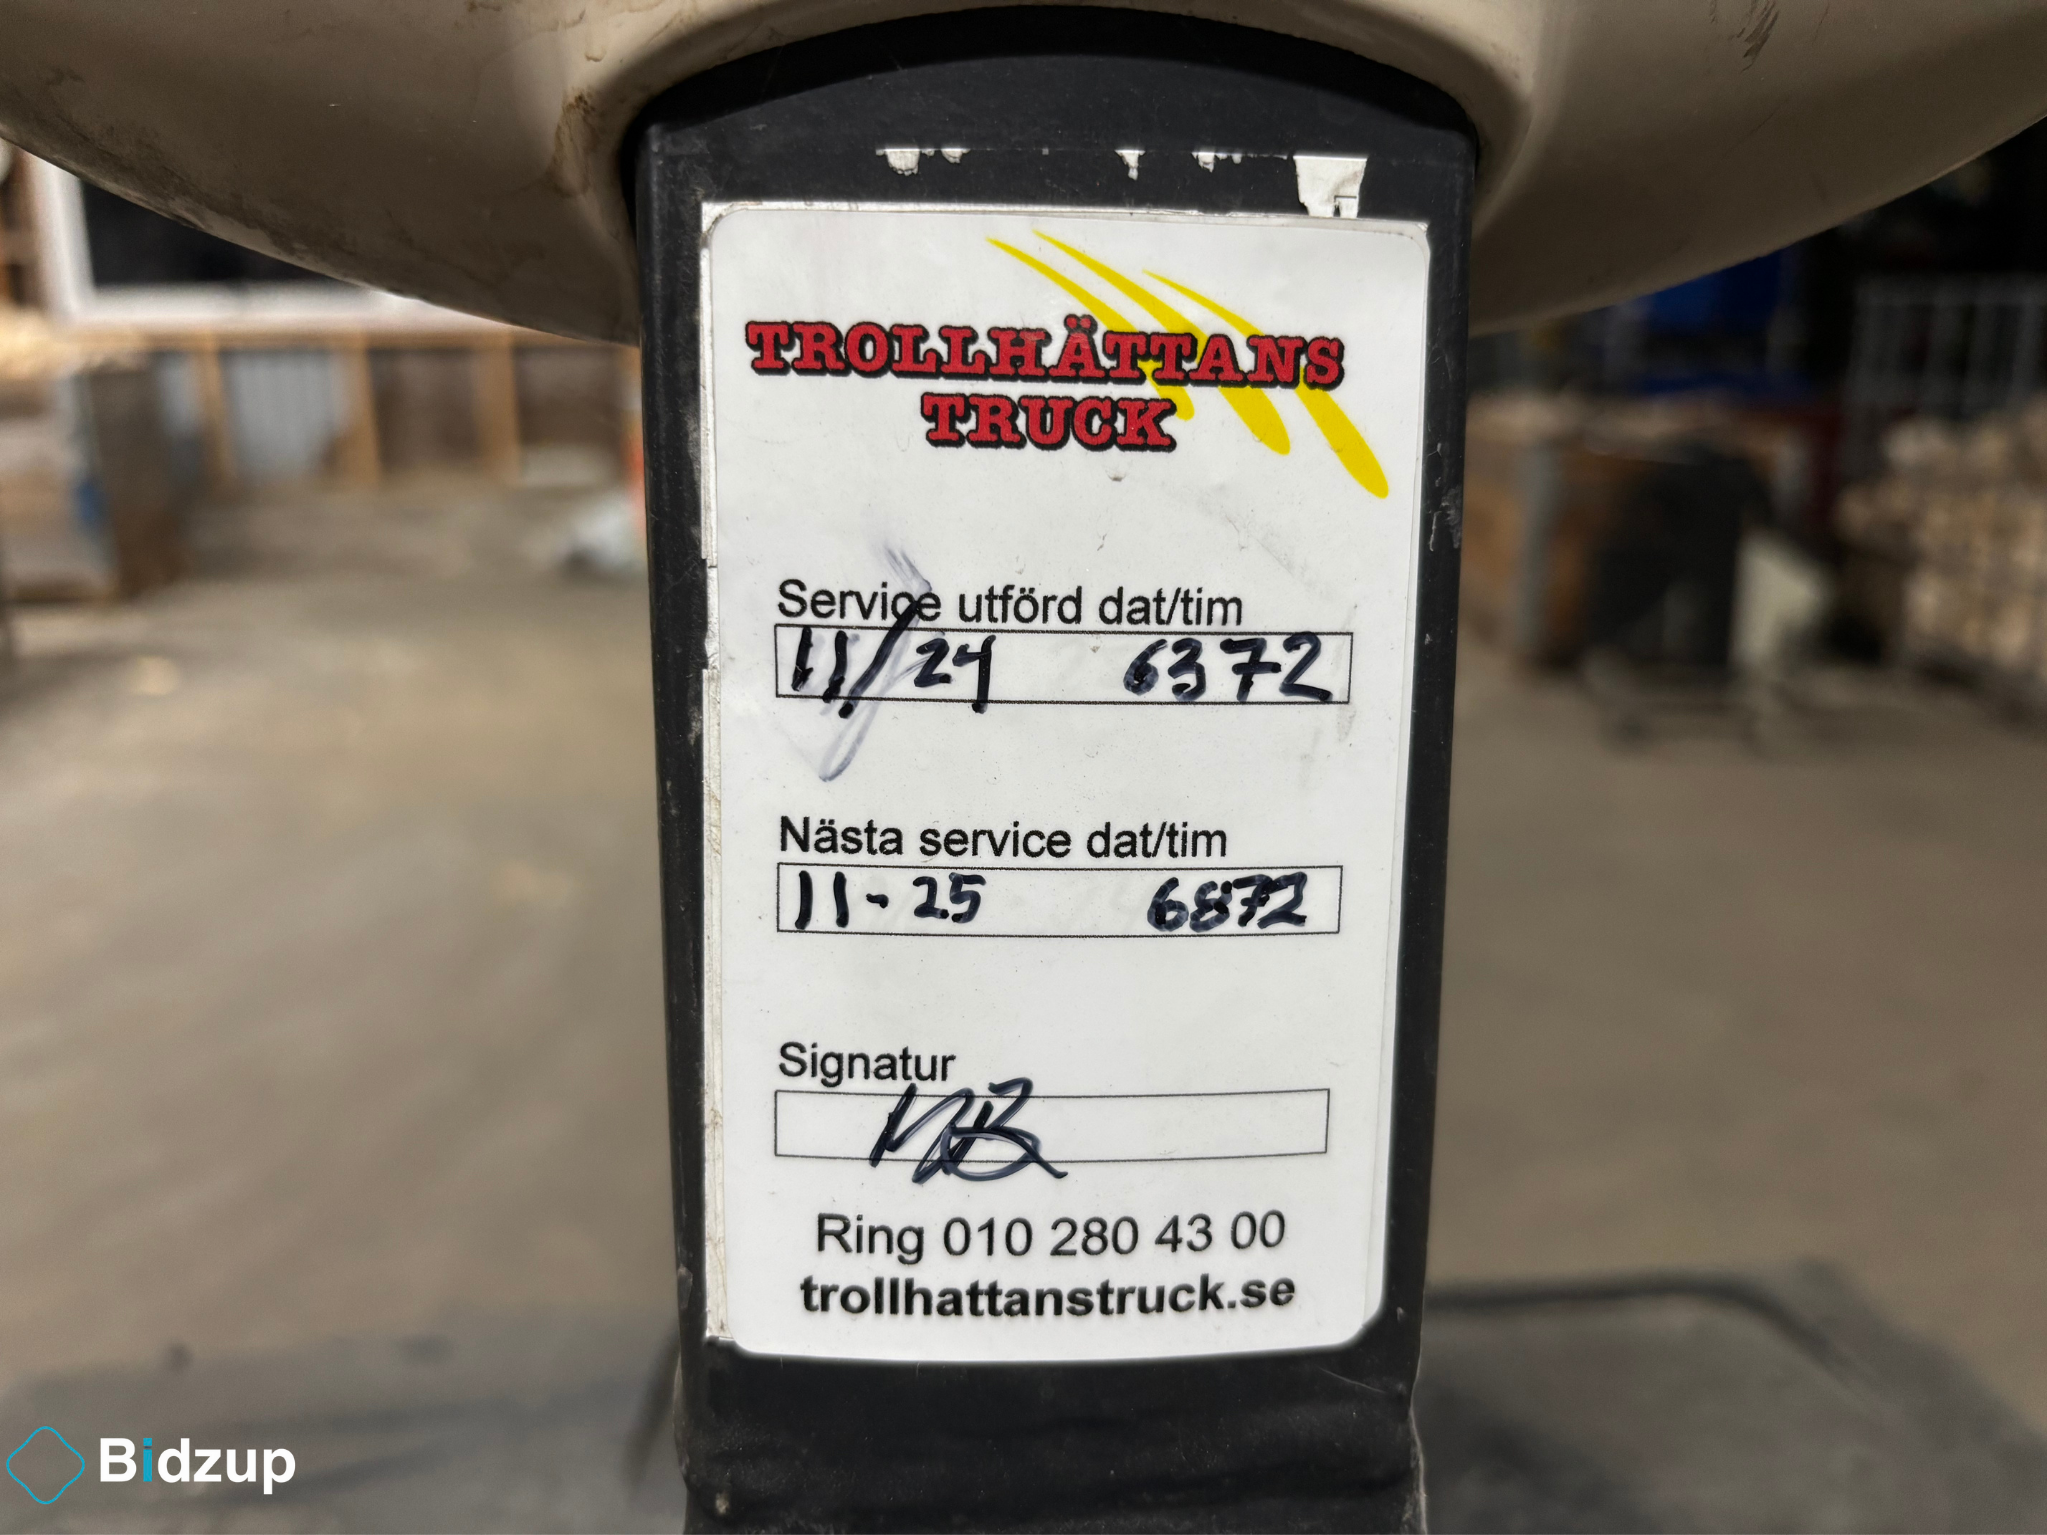 TROLLHÄTTANS
TRUCK
Service utförd dat/tim
11/24 6372
Nästa service dat/tim
11-25 6872
Signatur
Ring 010 280 43 00
trollhattanstruck.se
Bidzup